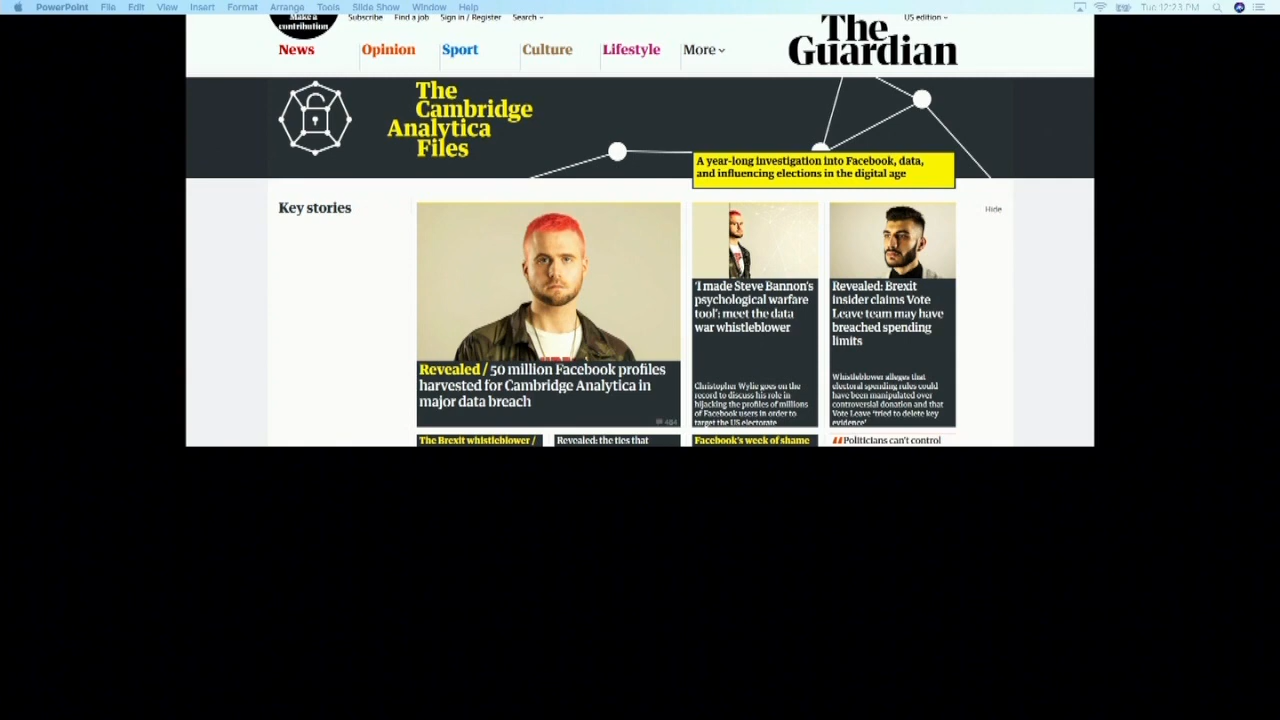 PowerPoint File Edit View Insert Format Arrange Tools Slide Show Window Help
Tue 12:23 PM
Make a
contribution
Subscribe Find a job Sign in / Register Search
US edition
The
Guardian
News Opinion Sport Culture Lifestyle More
The
Cambridge
Analytica
Files
A year-long investigation into Facebook, data,
and influencing elections in the digital age
Key stories
Hide
Revealed / 50 million Facebook profiles
harvested for Cambridge Analytica in
major data breach
484
'I made Steve Bannon's
psychological warfare
tool': meet the data
war whistleblower
Christopher Wylie goes on the
record to discuss his role in
hijacking the profiles of millions
of Facebook users in order to
target the US electorate
Revealed: Brexit
insider claims Vote
Leave team may have
breached spending
limits
Whistleblower alleges that
electoral spending rules could
have been manipulated over
controversial donation and that
Vote Leave 'tried to delete key
evidence'
The Brexit whistleblower /
Revealed: the ties that
Facebook's week of shame
Politicians can't control